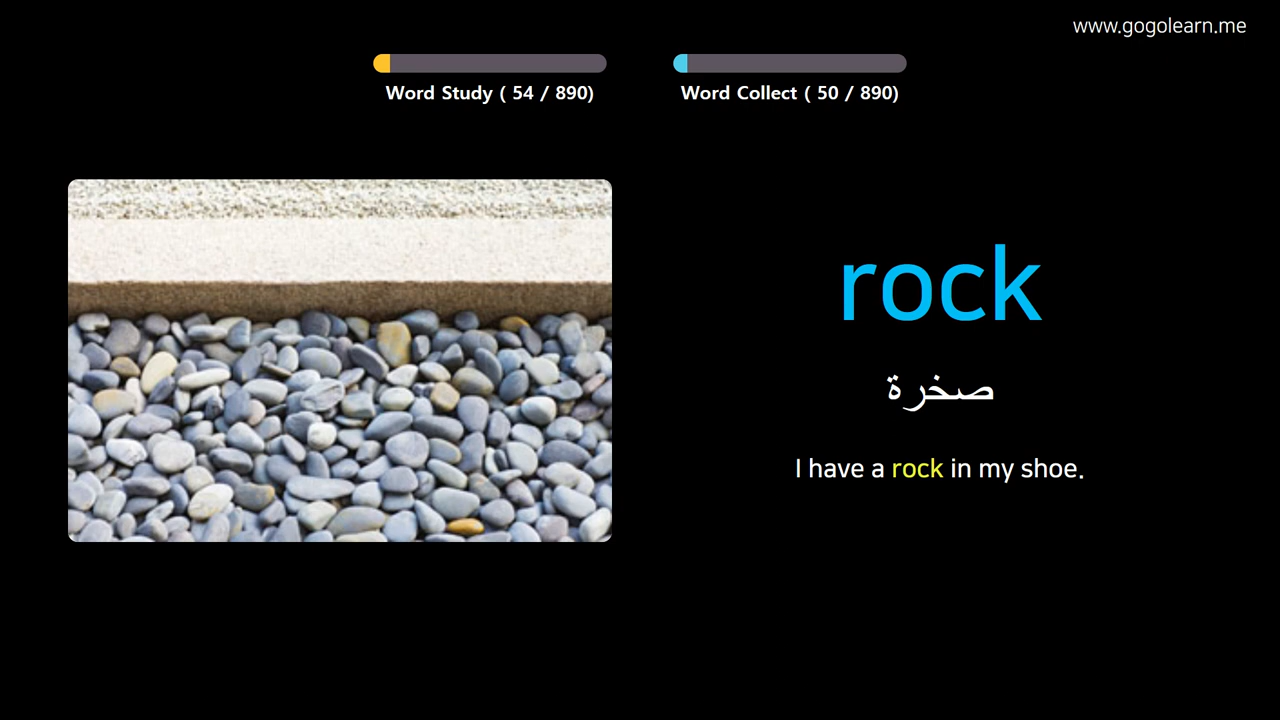 www.gogolearn.me
Word Study ( 54 / 890)
Word Collect ( 50 / 890)
rock
صخرة
I have a rock in my shoe.